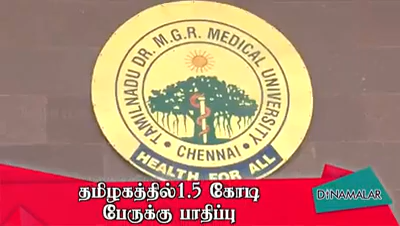 TAMILNADU DR. M.G.R. MEDICAL UNIVERSITY
CHENNAI
HEALTH FOR ALL
தமிழகத்தில்1.5 கோடி
பேருக்கு பாதிப்பு
DINAMALAR